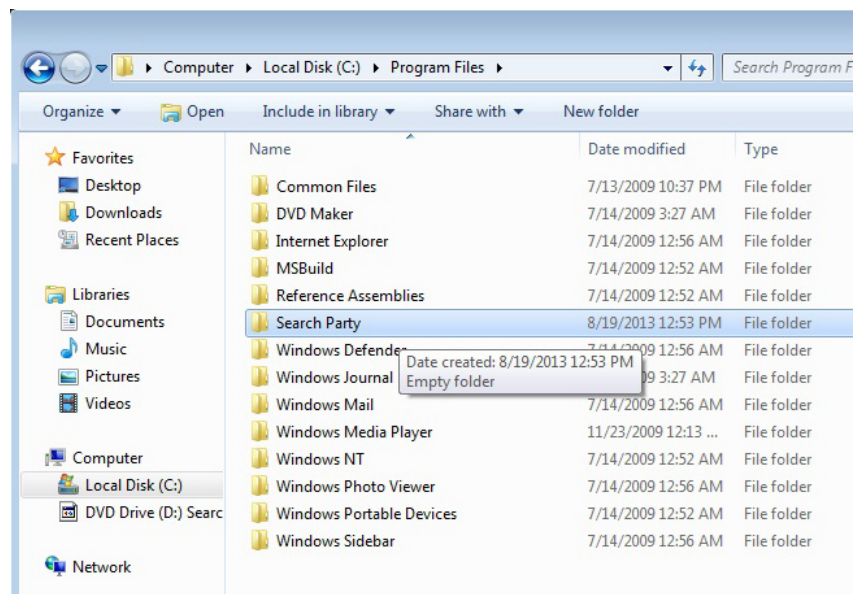 Computer Local Disk (C:) Program Files Search Program F
Organize Open Include in library Share with New folder
Favorites
Desktop
Downloads
Recent Places
Libraries
Documents
Music
Pictures
Videos
Computer
Local Disk (C:)
DVD Drive (D:) Searc
Network
Name Date modified Type
Common Files 7/13/2009 10:37 PM File folder
DVD Maker 7/14/2009 3:27 AM File folder
Internet Explorer 7/14/2009 12:56 AM File folder
MSBuild 7/14/2009 12:52 AM File folder
Reference Assemblies 7/14/2009 12:52 AM File folder
Search Party 8/19/2013 12:53 PM File folder
Windows Defender 7/14/2009 12:56 AM File folder
Date created: 8/19/2013 12:53 PM
Empty folder
Windows Journal 09 3:27 AM File folder
Windows Mail 7/14/2009 12:56 AM File folder
Windows Media Player 11/23/2009 12:13 ... File folder
Windows NT 7/14/2009 12:52 AM File folder
Windows Photo Viewer 7/14/2009 12:56 AM File folder
Windows Portable Devices 7/14/2009 12:52 AM File folder
Windows Sidebar 7/14/2009 12:56 AM File folder